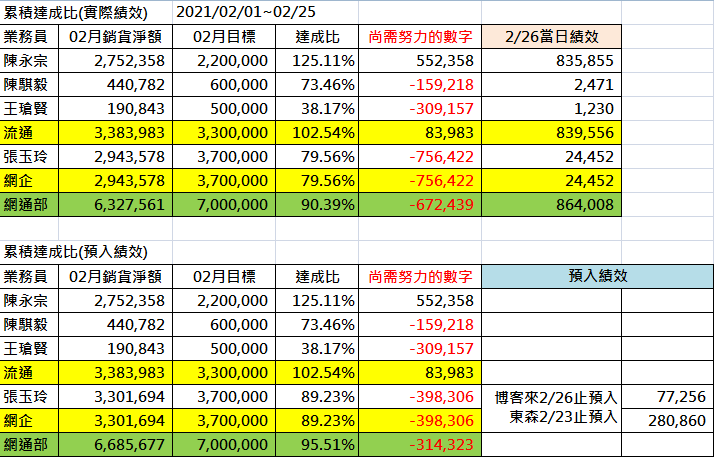 累積達成比(實際績效) 2021/02/01~02/25
業務員 02月銷貨淨額 02月目標 達成比 尚需努力的數字 2/26當日績效
陳永宗 2,752,358 2,200,000 125.11% 552,358 835,855
陳騏毅 440,782 600,000 73.46% -159,218 2,471
王瑲賢 190,843 500,000 38.17% -309,157 1,230
流通 3,383,983 3,300,000 102.54% 83,983 839,556
張玉玲 2,943,578 3,700,000 79.56% -756,422 24,452
網企 2,943,578 3,700,000 79.56% -756,422 24,452
網通部 6,327,561 7,000,000 90.39% -672,439 864,008
累積達成比(預入績效)
業務員 02月銷貨淨額 02月目標 達成比 尚需努力的數字 預入績效
陳永宗 2,752,358 2,200,000 125.11% 552,358
陳騏毅 440,782 600,000 73.46% -159,218
王瑲賢 190,843 500,000 38.17% -309,157
流通 3,383,983 3,300,000 102.54% 83,983
張玉玲 3,301,694 3,700,000 89.23% -398,306 博客來2/26止預入 77,256
網企 3,301,694 3,700,000 89.23% -398,306 東森2/23止預入 280,860
網通部 6,685,677 7,000,000 95.51% -314,323